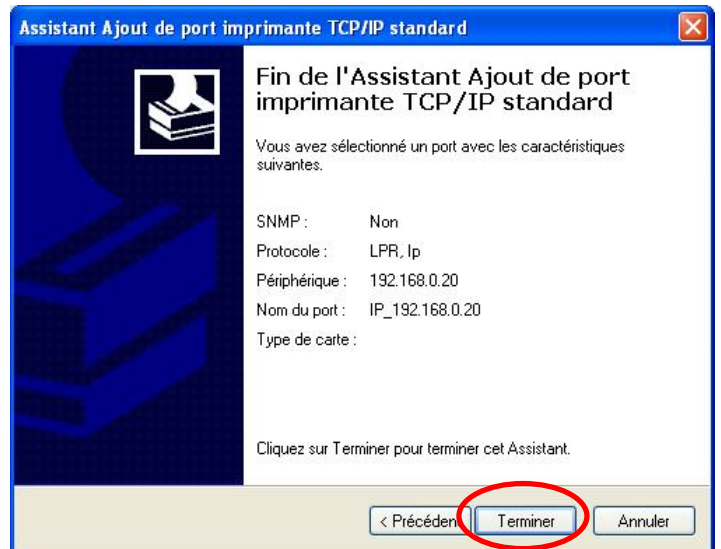 Assistant Ajout de port imprimante TCP/IP standard
Fin de l'Assistant Ajout de port
imprimante TCP/IP standard
Vous avez sélectionné un port avec les caractéristiques
suivantes.
SNMP : Non
Protocole : LPR, lp
Périphérique : 192.168.0.20
Nom du port : IP_192.168.0.20
Type de carte :
Cliquez sur Terminer pour terminer cet Assistant.
< Précéden Terminer Annuler